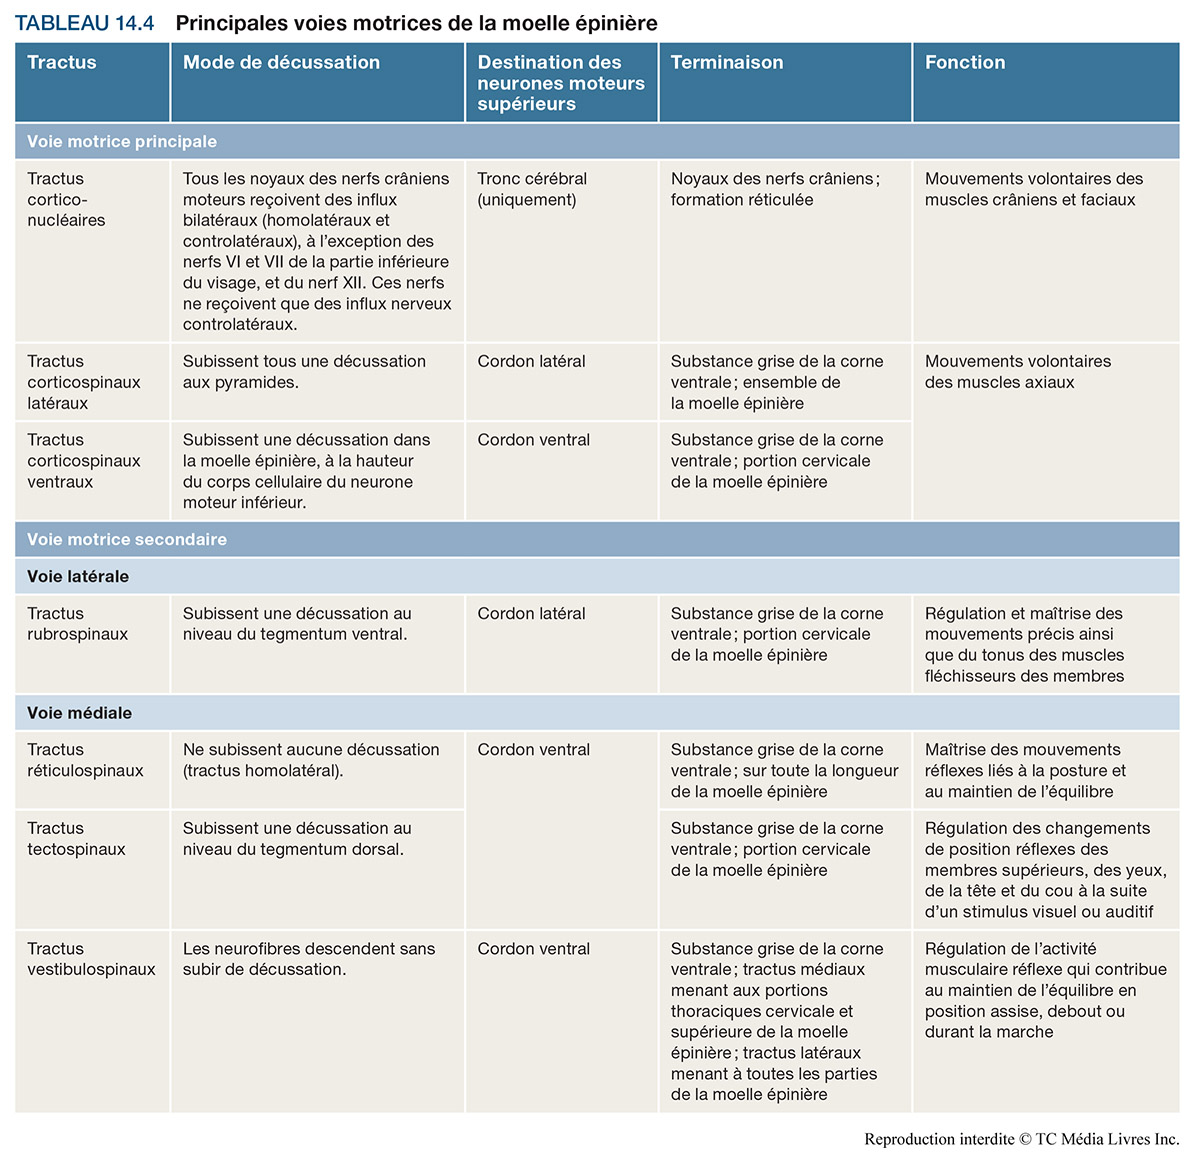 TABLEAU 14.4 Principales voies motrices de la moelle épinière
Tractus
Mode de décussation
Destination des
neurones moteurs
supérieurs
Terminaison
Fonction
Voie motrice principale
Tractus
cortico-
nucléaires
Tous les noyaux des nerfs crâniens
moteurs reçoivent des influx
bilatéraux (homolatéraux et
controlatéraux), à l’exception des
nerfs VI et VII de la partie inférieure
du visage, et du nerf XII. Ces nerfs
ne reçoivent que des influx nerveux
controlatéraux.
Tronc cérébral
(uniquement)
Noyaux des nerfs crâniens ;
formation réticulée
Mouvements volontaires des
muscles crâniens et faciaux
Tractus
corticospinaux
latéraux
Subissent tous une décussation
aux pyramides.
Cordon latéral
Substance grise de la corne
ventrale ; ensemble de
la moelle épinière
Mouvements volontaires
des muscles axiaux
Tractus
corticospinaux
ventraux
Subissent une décussation dans
la moelle épinière, à la hauteur
du corps cellulaire du neurone
moteur inférieur.
Cordon ventral
Substance grise de la corne
ventrale ; portion cervicale
de la moelle épinière
Voie motrice secondaire
Voie latérale
Tractus
rubrospinaux
Subissent une décussation au
niveau du tegmentum ventral.
Cordon latéral
Substance grise de la corne
ventrale ; portion cervicale
de la moelle épinière
Régulation et maîtrise des
mouvements précis ainsi
que du tonus des muscles
fléchisseurs des membres
Voie médiale
Tractus
réticulospinaux
Ne subissent aucune décussation
(tractus homolatéral).
Cordon ventral
Substance grise de la corne
ventrale ; sur toute la longueur
de la moelle épinière
Maîtrise des mouvements
réflexes liés à la posture et
au maintien de l’équilibre
Tractus
tectospinaux
Subissent une décussation au
niveau du tegmentum dorsal.
Substance grise de la corne
ventrale ; portion cervicale
de la moelle épinière
Régulation des changements
de position réflexes des
membres supérieurs, des yeux,
de la tête et du cou à la suite
d’un stimulus visuel ou auditif
Tractus
vestibulospinaux
Les neurofibres descendent sans
subir de décussation.
Cordon ventral
Substance grise de la corne
ventrale ; tractus médiaux
menant aux portions
thoraciques cervicale et
supérieure de la moelle
épinière ; tractus latéraux
menant à toutes les parties
de la moelle épinière
Régulation de l’activité
musculaire réflexe qui contribue
au maintien de l’équilibre en
position assise, debout ou
durant la marche
Reproduction interdite © TC Média Livres Inc.